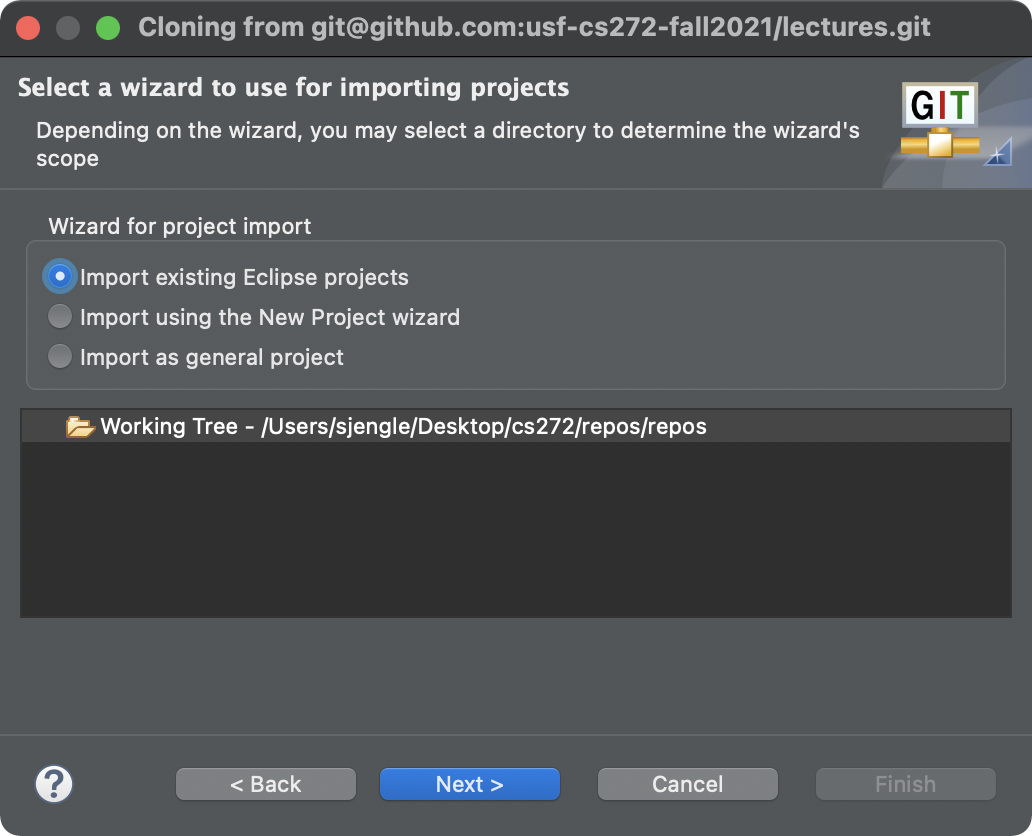 Cloning from git@github.com:usf-cs272-fall2021/lectures.git
Select a wizard to use for importing projects
Depending on the wizard, you may select a directory to determine the wizard's
scope
GIT
Wizard for project import
Import existing Eclipse projects
Import using the New Project wizard
Import as general project
Working Tree - /Users/sjengle/Desktop/cs272/repos/repos
?
< Back
Next >
Cancel
Finish